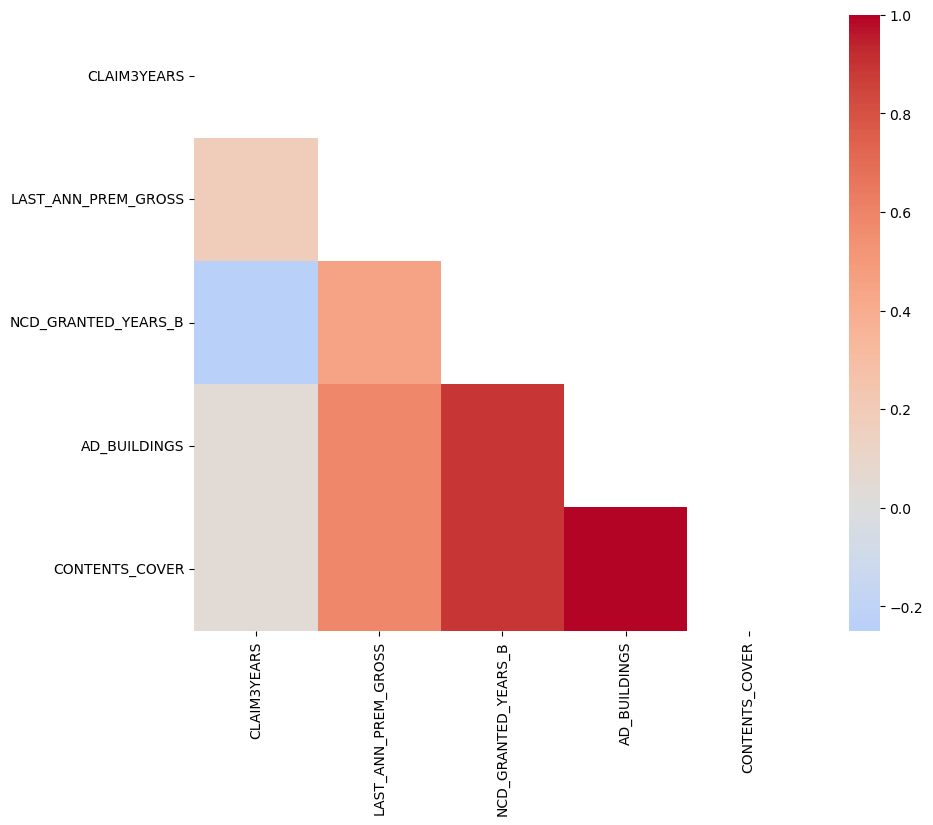 CLAIM3YEARS
LAST_ANN_PREM_GROSS
NCD_GRANTED_YEARS_B
AD_BUILDINGS
CONTENTS_COVER
CLAIM3YEARS
LAST_ANN_PREM_GROSS
NCD_GRANTED_YEARS_B
AD_BUILDINGS
CONTENTS_COVER
1.0
0.8
0.6
0.4
0.2
0.0
−0.2